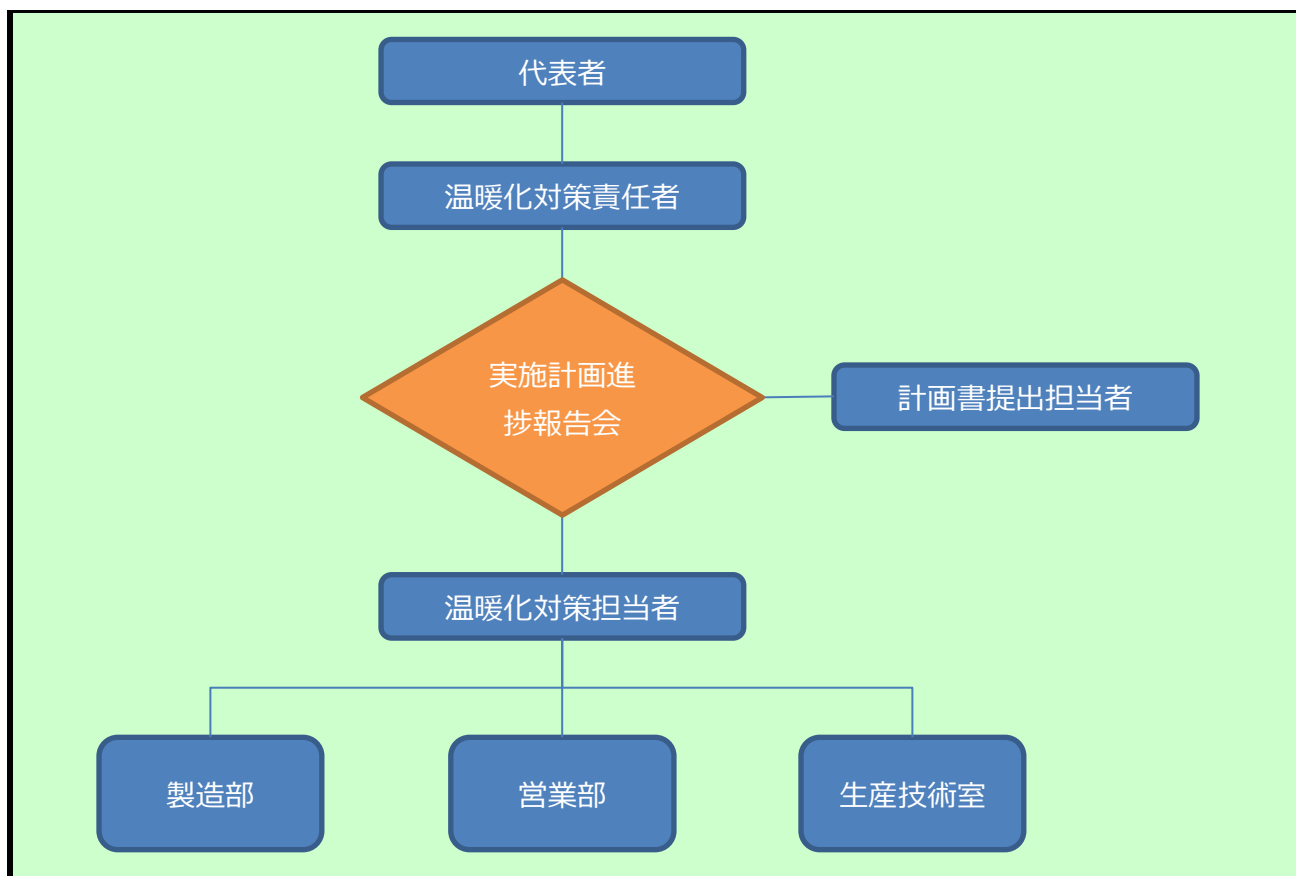 代表者
温暖化対策責任者
実施計画進
捗報告会
計画書提出担当者
温暖化対策担当者
製造部
営業部
生産技術室